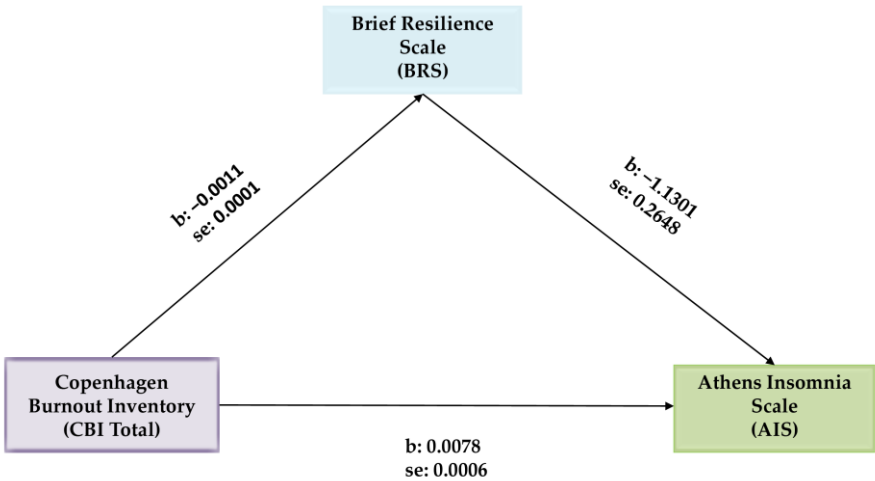 Brief Resilience
Scale
(BRS)
b: −0.0011
se: 0.0001
b: −1.1301
se: 0.2648
Copenhagen
Burnout Inventory
(CBI Total)
Athens Insomnia
Scale
(AIS)
b: 0.0078
se: 0.0006